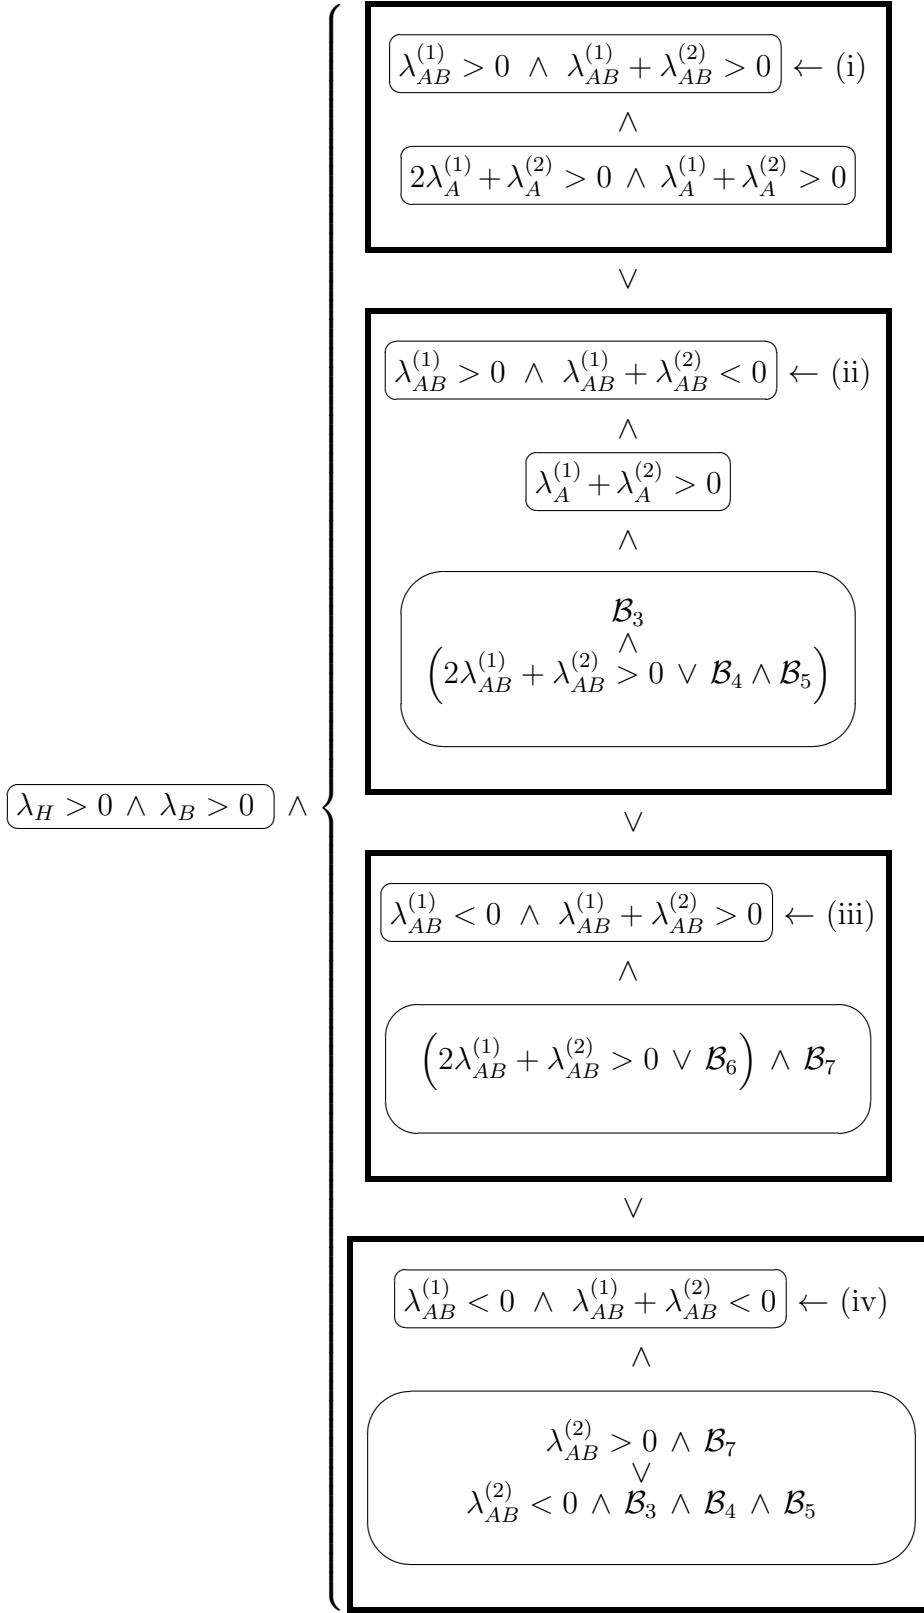 λ_{AB}^{(1)} > 0 ∧ λ_{AB}^{(1)} + λ_{AB}^{(2)} > 0 ← (i)
∧
2λ_A^{(1)} + λ_A^{(2)} > 0 ∧ λ_A^{(1)} + λ_A^{(2)} > 0
∨
λ_{AB}^{(1)} > 0 ∧ λ_{AB}^{(1)} + λ_{AB}^{(2)} < 0 ← (ii)
∧
λ_A^{(1)} + λ_A^{(2)} > 0
∧
ℬ_3
∧
(2λ_{AB}^{(1)} + λ_{AB}^{(2)} > 0 ∨ ℬ_4 ∧ ℬ_5)
λ_H > 0 ∧ λ_B > 0 ∧ {
∨
λ_{AB}^{(1)} < 0 ∧ λ_{AB}^{(1)} + λ_{AB}^{(2)} > 0 ← (iii)
∧
(2λ_{AB}^{(1)} + λ_{AB}^{(2)} > 0 ∨ ℬ_6) ∧ ℬ_7
∨
λ_{AB}^{(1)} < 0 ∧ λ_{AB}^{(1)} + λ_{AB}^{(2)} < 0 ← (iv)
∧
λ_{AB}^{(2)} > 0 ∧ ℬ_7
∨
λ_{AB}^{(2)} < 0 ∧ ℬ_3 ∧ ℬ_4 ∧ ℬ_5